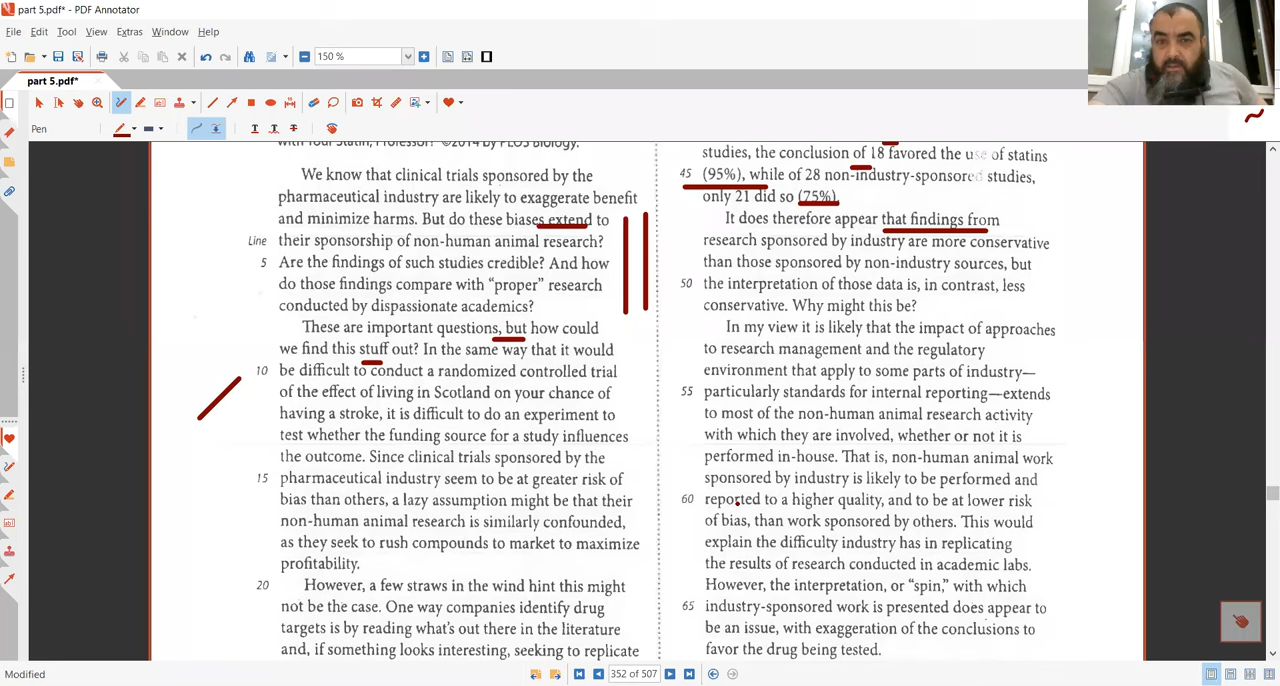 part 5.pdf* - PDF Annotator
File Edit Tool View Extras Window Help
150 %
part 5.pdf*
Pen
with Your Statin, Professor? ©2014 by PLOS Biology.
We know that clinical trials sponsored by the
pharmaceutical industry are likely to exaggerate benefit
and minimize harms. But do these biases extend to
Line their sponsorship of non-human animal research?
5 Are the findings of such studies credible? And how
do those findings compare with “proper” research
conducted by dispassionate academics?
These are important questions, but how could
we find this stuff out? In the same way that it would
10 be difficult to conduct a randomized controlled trial
of the effect of living in Scotland on your chance of
having a stroke, it is difficult to do an experiment to
test whether the funding source for a study influences
the outcome. Since clinical trials sponsored by the
15 pharmaceutical industry seem to be at greater risk of
bias than others, a lazy assumption might be that their
non-human animal research is similarly confounded,
as they seek to rush compounds to market to maximize
profitability.
20 However, a few straws in the wind hint this might
not be the case. One way companies identify drug
targets is by reading what’s out there in the literature
and, if something looks interesting, seeking to replicate
studies, the conclusion of 18 favored the use of statins
45 (95%), while of 28 non-industry-sponsored studies,
only 21 did so (75%).
It does therefore appear that findings from
research sponsored by industry are more conservative
than those sponsored by non-industry sources, but
50 the interpretation of those data is, in contrast, less
conservative. Why might this be?
In my view it is likely that the impact of approaches
to research management and the regulatory
environment that apply to some parts of industry—
55 particularly standards for internal reporting—extends
to most of the non-human animal research activity
with which they are involved, whether or not it is
performed in-house. That is, non-human animal work
sponsored by industry is likely to be performed and
60 reported to a higher quality, and to be at lower risk
of bias, than work sponsored by others. This would
explain the difficulty industry has in replicating
the results of research conducted in academic labs.
However, the interpretation, or “spin,” with which
65 industry-sponsored work is presented does appear to
be an issue, with exaggeration of the conclusions to
favor the drug being tested.
Modified
352 of 507